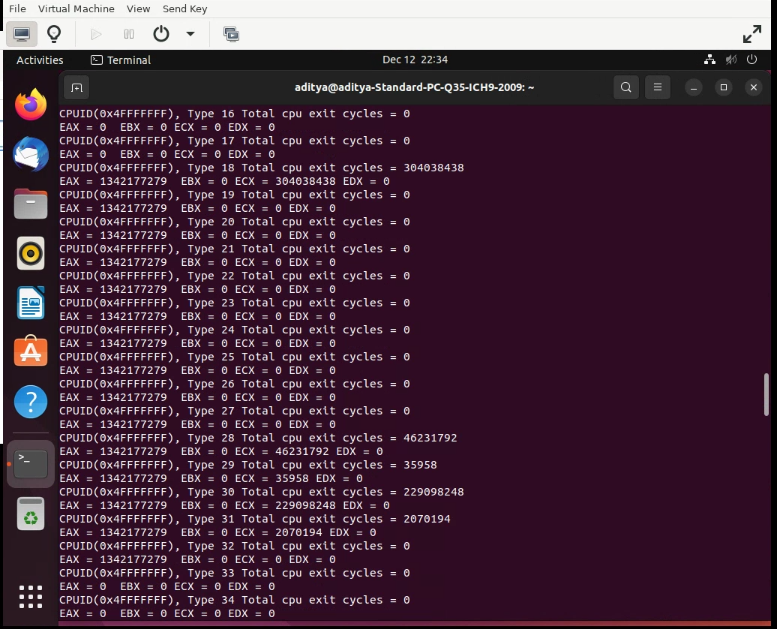 File Virtual Machine View Send Key
Activities Terminal Dec 12 22:34
aditya@aditya-Standard-PC-Q35-ICH9-2009: ~
CPUID(0x4FFFFFFF), Type 16 Total cpu exit cycles = 0
EAX = 0 EBX = 0 ECX = 0 EDX = 0
CPUID(0x4FFFFFFF), Type 17 Total cpu exit cycles = 0
EAX = 0 EBX = 0 ECX = 0 EDX = 0
CPUID(0x4FFFFFFF), Type 18 Total cpu exit cycles = 304038438
EAX = 1342177279 EBX = 0 ECX = 304038438 EDX = 0
CPUID(0x4FFFFFFF), Type 19 Total cpu exit cycles = 0
EAX = 1342177279 EBX = 0 ECX = 0 EDX = 0
CPUID(0x4FFFFFFF), Type 20 Total cpu exit cycles = 0
EAX = 1342177279 EBX = 0 ECX = 0 EDX = 0
CPUID(0x4FFFFFFF), Type 21 Total cpu exit cycles = 0
EAX = 1342177279 EBX = 0 ECX = 0 EDX = 0
CPUID(0x4FFFFFFF), Type 22 Total cpu exit cycles = 0
EAX = 1342177279 EBX = 0 ECX = 0 EDX = 0
CPUID(0x4FFFFFFF), Type 23 Total cpu exit cycles = 0
EAX = 1342177279 EBX = 0 ECX = 0 EDX = 0
CPUID(0x4FFFFFFF), Type 24 Total cpu exit cycles = 0
EAX = 1342177279 EBX = 0 ECX = 0 EDX = 0
CPUID(0x4FFFFFFF), Type 25 Total cpu exit cycles = 0
EAX = 1342177279 EBX = 0 ECX = 0 EDX = 0
CPUID(0x4FFFFFFF), Type 26 Total cpu exit cycles = 0
EAX = 1342177279 EBX = 0 ECX = 0 EDX = 0
CPUID(0x4FFFFFFF), Type 27 Total cpu exit cycles = 0
EAX = 1342177279 EBX = 0 ECX = 0 EDX = 0
CPUID(0x4FFFFFFF), Type 28 Total cpu exit cycles = 46231792
EAX = 1342177279 EBX = 0 ECX = 46231792 EDX = 0
CPUID(0x4FFFFFFF), Type 29 Total cpu exit cycles = 35958
EAX = 1342177279 EBX = 0 ECX = 35958 EDX = 0
CPUID(0x4FFFFFFF), Type 30 Total cpu exit cycles = 229098248
EAX = 1342177279 EBX = 0 ECX = 229098248 EDX = 0
CPUID(0x4FFFFFFF), Type 31 Total cpu exit cycles = 2070194
EAX = 1342177279 EBX = 0 ECX = 2070194 EDX = 0
CPUID(0x4FFFFFFF), Type 32 Total cpu exit cycles = 0
EAX = 1342177279 EBX = 0 ECX = 0 EDX = 0
CPUID(0x4FFFFFFF), Type 33 Total cpu exit cycles = 0
EAX = 0 EBX = 0 ECX = 0 EDX = 0
CPUID(0x4FFFFFFF), Type 34 Total cpu exit cycles = 0
EAX = 0 EBX = 0 ECX = 0 EDX = 0